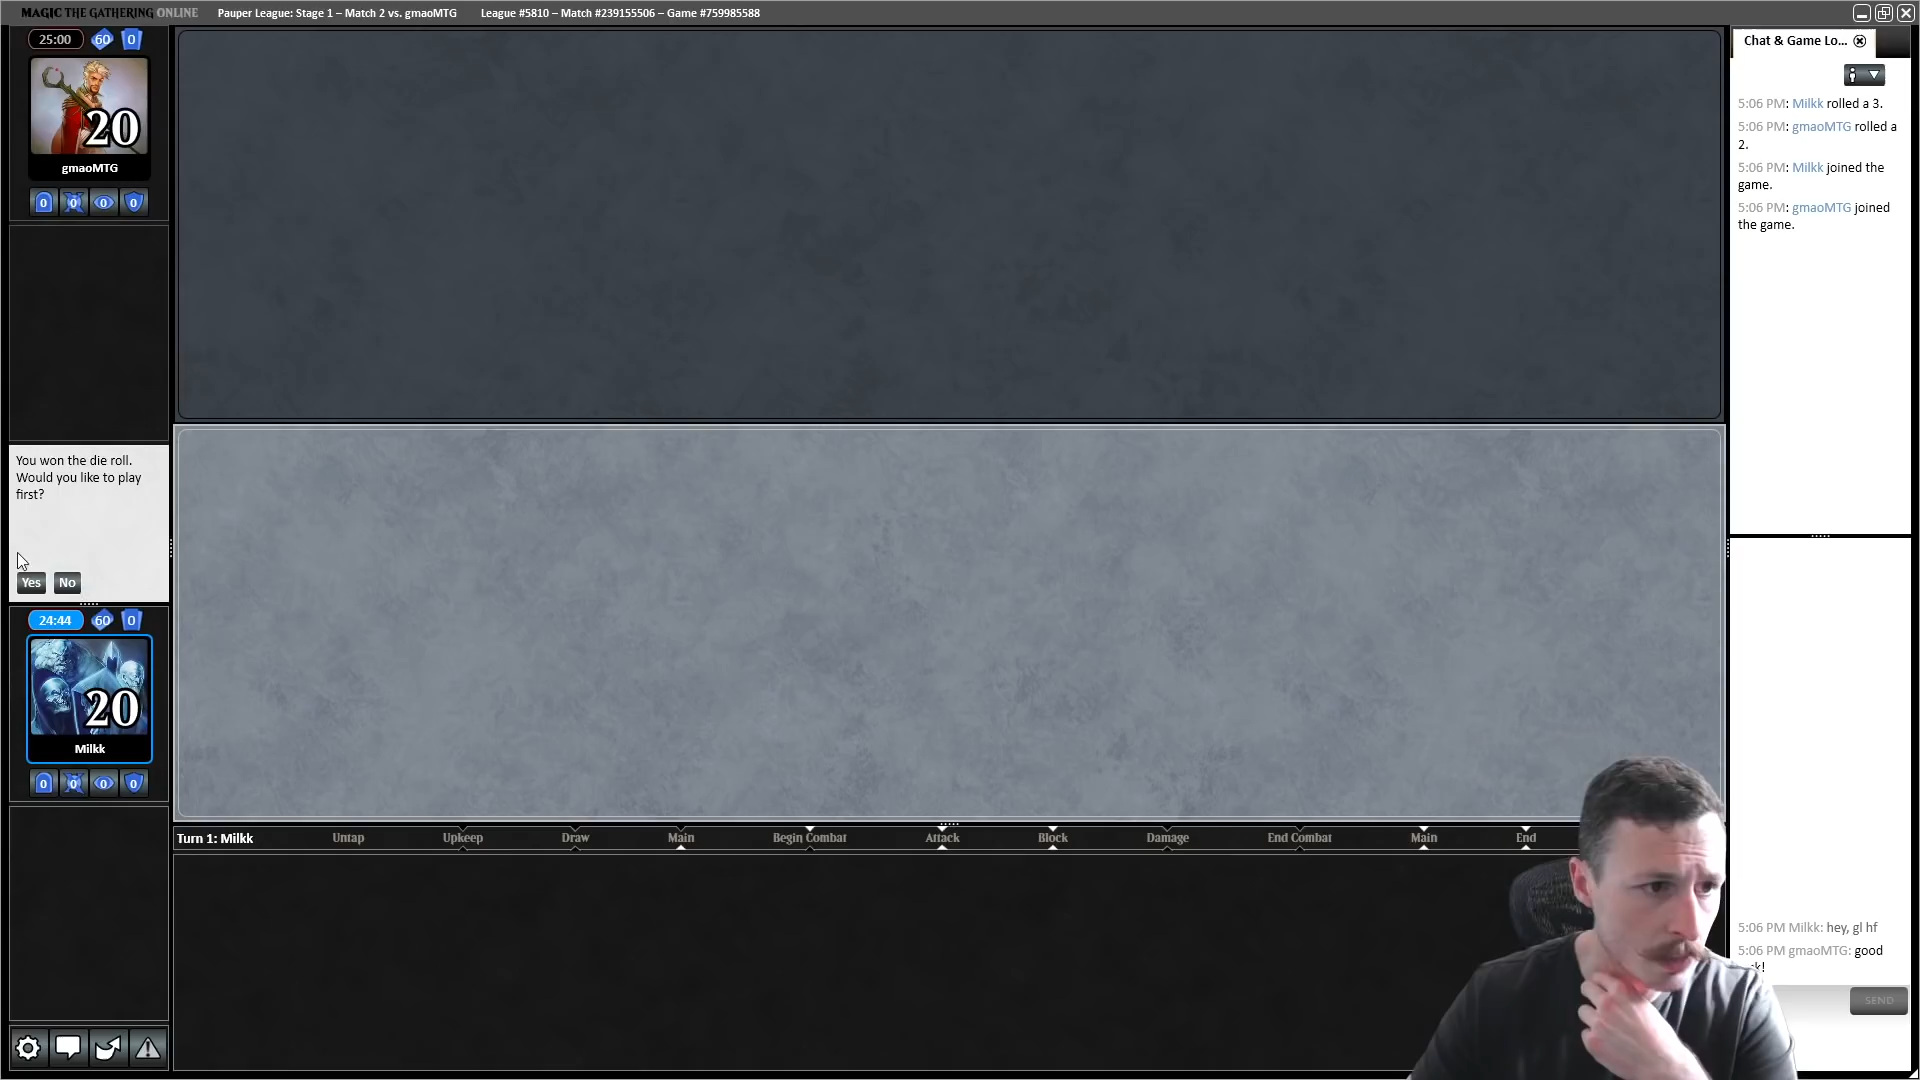 MAGIC THE GATHERING ONLINE
Pauper League: Stage 1 – Match 2 vs. gmaoMTG
League #5810 – Match #239155506 – Game #759985588
25:00
60
0
20
gmaoMTG
0
0
0
0
You won the die roll.
Would you like to play
first?
Yes
No
24:44
60
0
20
Milkk
0
0
0
0
Turn 1: Milkk
Untap
Upkeep
Draw
Main
Begin Combat
Attack
Block
Damage
End Combat
Main
End
Chat & Game Lo...
5:06 PM: Milkk rolled a 3.
5:06 PM: gmaoMTG rolled a
2.
5:06 PM: Milkk joined the
game.
5:06 PM: gmaoMTG joined
the game.
5:06 PM Milkk: hey, gl hf
5:06 PM gmaoMTG: good
SEND